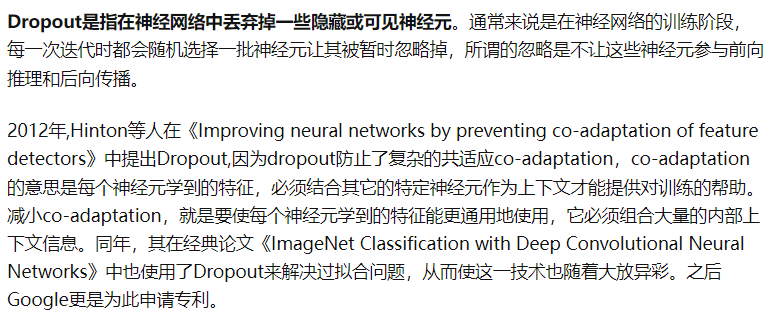 Dropout是指在神经网络中丢弃掉一些隐藏或可见神经元。通常来说是在神经网络的训练阶段，
每一次迭代时都会随机选择一批神经元让其被暂时忽略掉，所谓的忽略是不让这些神经元参与前向
推理和后向传播。
2012年,Hinton等人在《Improving neural networks by preventing co-adaptation of feature
detectors》中提出Dropout,因为dropout防止了复杂的共适应co-adaptation，co-adaptation
的意思是每个神经元学到的特征，必须结合其它的特定神经元作为上下文才能提供对训练的帮助。
减小co-adaptation，就是要使每个神经元学到的特征能更通用地使用，它必须组合大量的内部上
下文信息。同年，其在经典论文《ImageNet Classification with Deep Convolutional Neural
Networks》中也使用了Dropout来解决过拟合问题，从而使这一技术也随着大放异彩。之后
Google更是为此申请专利。